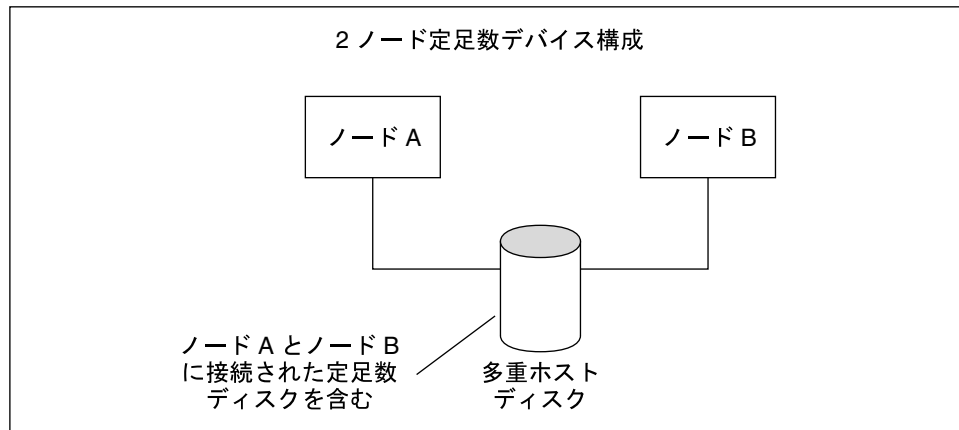 2 ノード定足数デバイス構成
ノード A
ノード B
ノード A とノード B
に接続された定足数
ディスクを含む
多重ホスト
ディスク